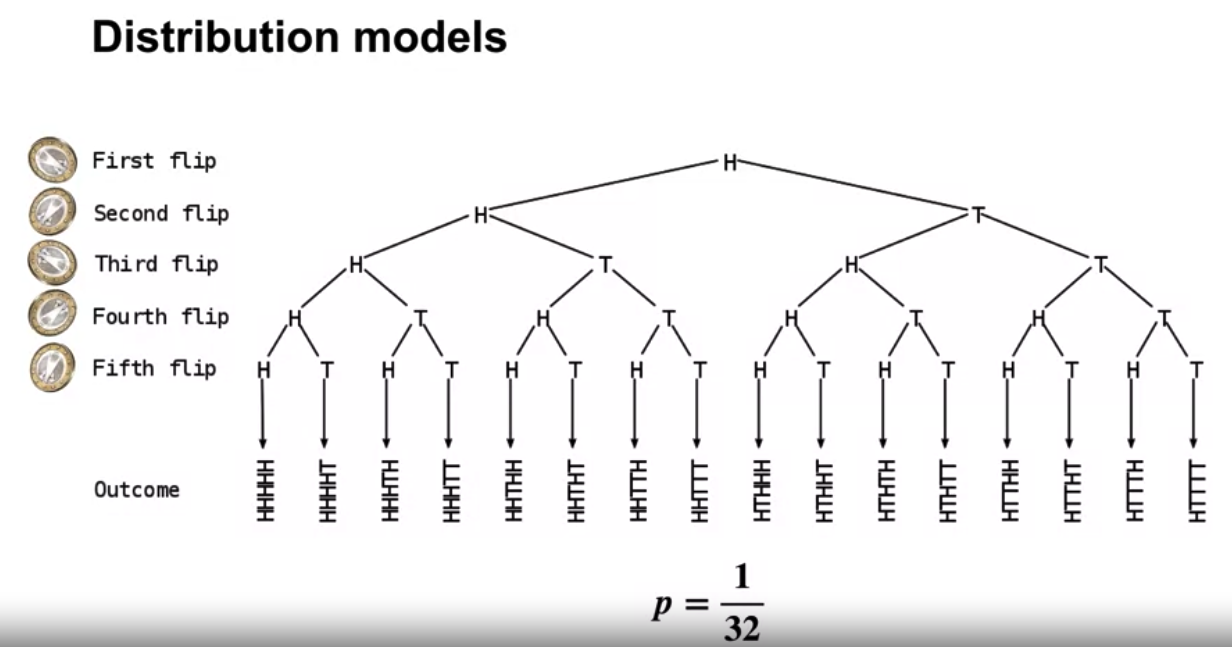 Distribution models
First flip H
Second flip H T
Third flip H T H T
Fourth flip H T H T H T H T
Fifth flip H T H T H T H T H T H T H T H T
Outcome HHHHH HHHHT HHHTH HHHTT HHTHH HHTHT HHTTH HHTTT HTHHH HTHHT HTHTH HTHTT HTTHH HTTHT HTTTH HTTTT
p = 1/32